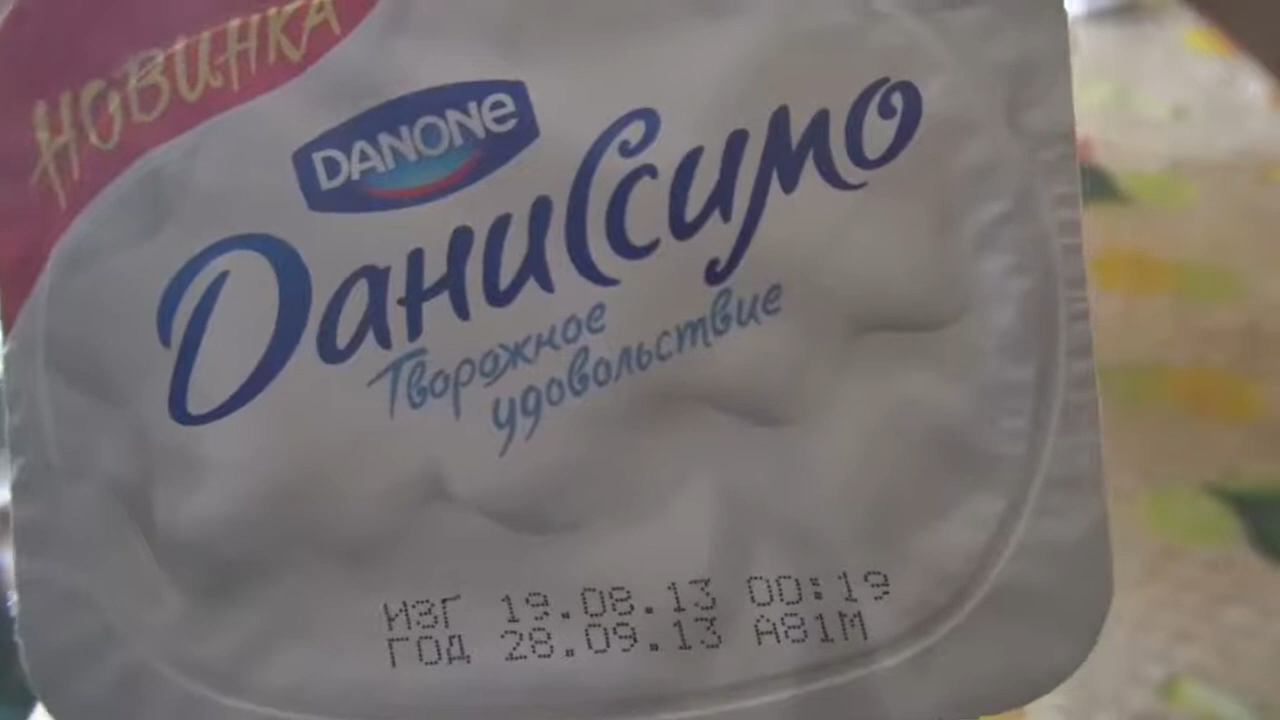 НОВИНКА
DANONE
Даниссимо
Творожное
удовольствие
ИЗГ 19.08.13 00:19
ГОД 28.09.13 А81М